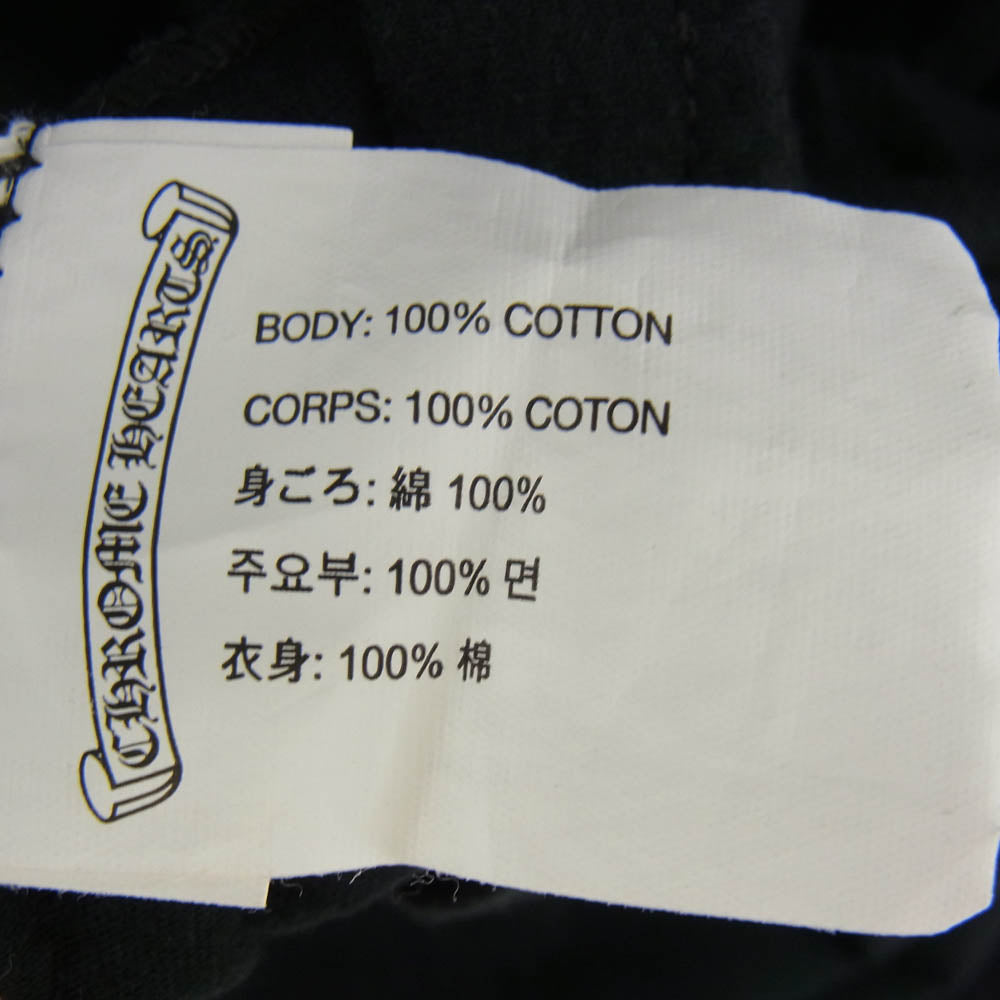 CHROME HEARTS
BODY: 100% COTTON
CORPS: 100% COTON
身ごろ: 綿 100%
주요부: 100% 면
衣身: 100% 棉